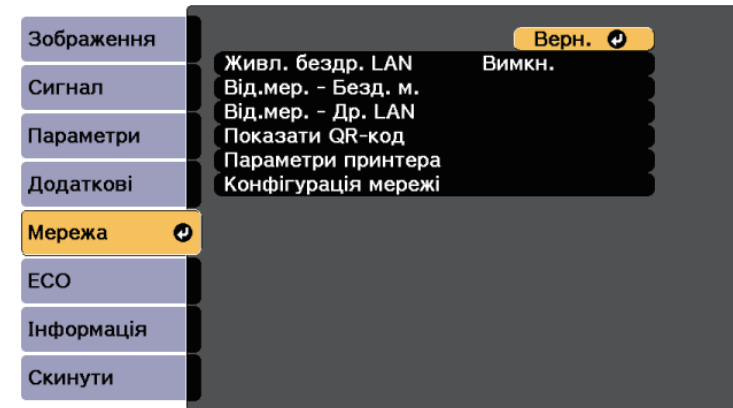 Зображення
Сигнал
Параметри
Додаткові
Мережа
ECO
Інформація
Скинути
Верн.
Живл. бездр. LAN Вимкн.
Від.мер. - Безд. м.
Від.мер. - Др. LAN
Показати QR-код
Параметри принтера
Конфігурація мережі